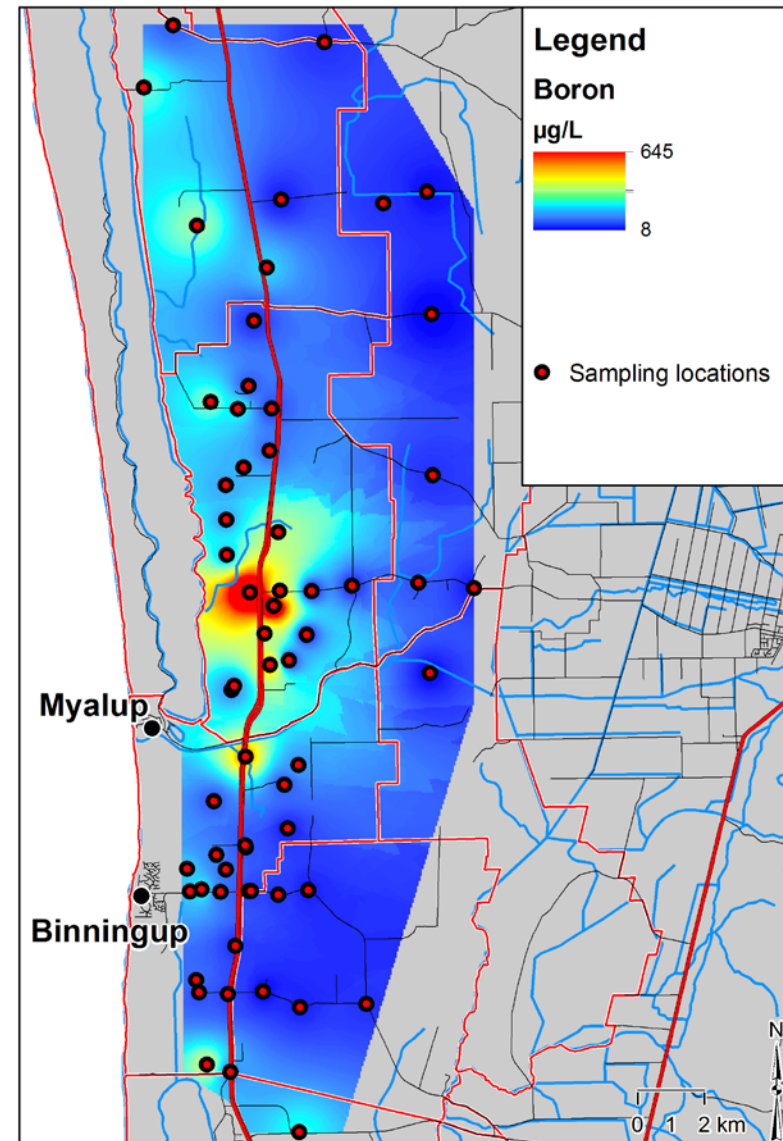 Legend
Boron
µg/L
645
8
Sampling locations
Myalup
Binningup
N
0 1 2 km